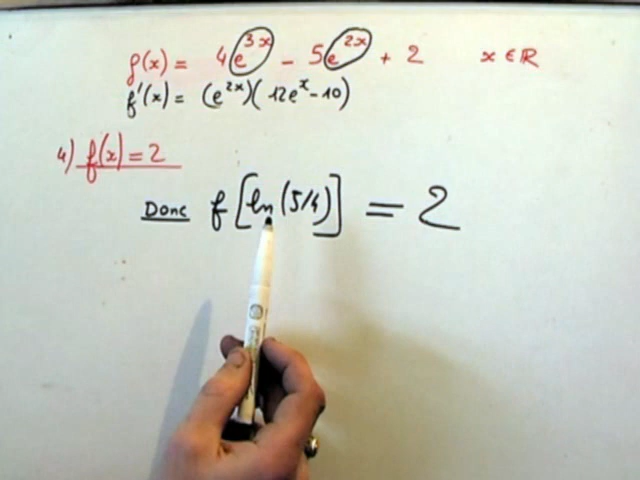 f(x) = 4e^{3x} - 5e^{2x} + 2 x ∈ ℝ
f'(x) = (e^{2x})(12e^x - 10)
4) f(x) = 2
Donc f[ln(5/4)] = 2